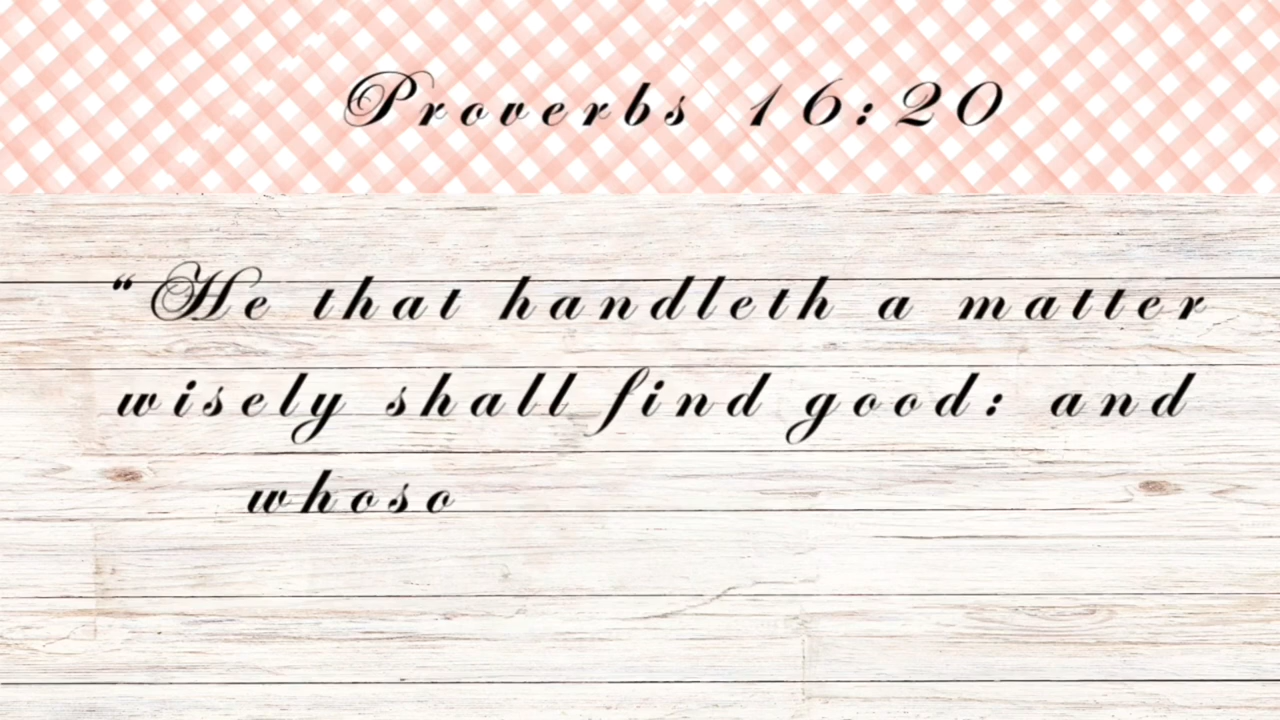 Proverbs 16:20
“He that handleth a matter
wisely shall find good: and
whoso